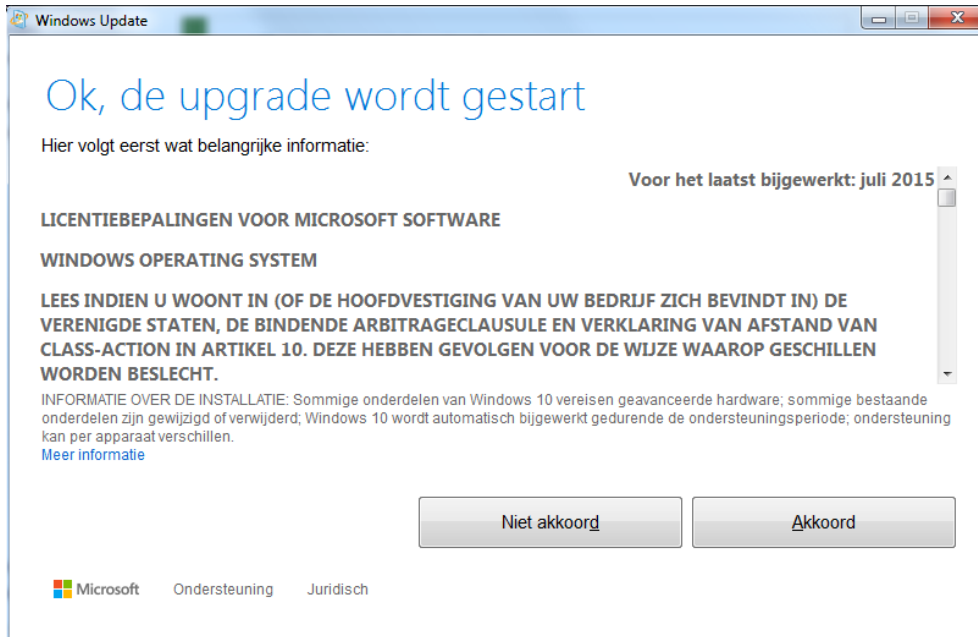 Windows Update
Ok, de upgrade wordt gestart
Hier volgt eerst wat belangrijke informatie:
Voor het laatst bijgewerkt: juli 2015
LICENTIEBEPALINGEN VOOR MICROSOFT SOFTWARE
WINDOWS OPERATING SYSTEM
LEES INDIEN U WOONT IN (OF DE HOOFDVESTIGING VAN UW BEDRIJF ZICH BEVINDT IN) DE
VERENIGDE STATEN, DE BINDENDE ARBITRAGECLAUSULE EN VERKLARING VAN AFSTAND VAN
CLASS-ACTION IN ARTIKEL 10. DEZE HEBBEN GEVOLGEN VOOR DE WIJZE WAAROP GESCHILLEN
WORDEN BESLECHT.
INFORMATIE OVER DE INSTALLATIE: Sommige onderdelen van Windows 10 vereisen geavanceerde hardware; sommige bestaande
onderdelen zijn gewijzigd of verwijderd; Windows 10 wordt automatisch bijgewerkt gedurende de ondersteuningsperiode; ondersteuning
kan per apparaat verschillen.
Meer informatie
Niet akkoord Akkoord
Microsoft Ondersteuning Juridisch